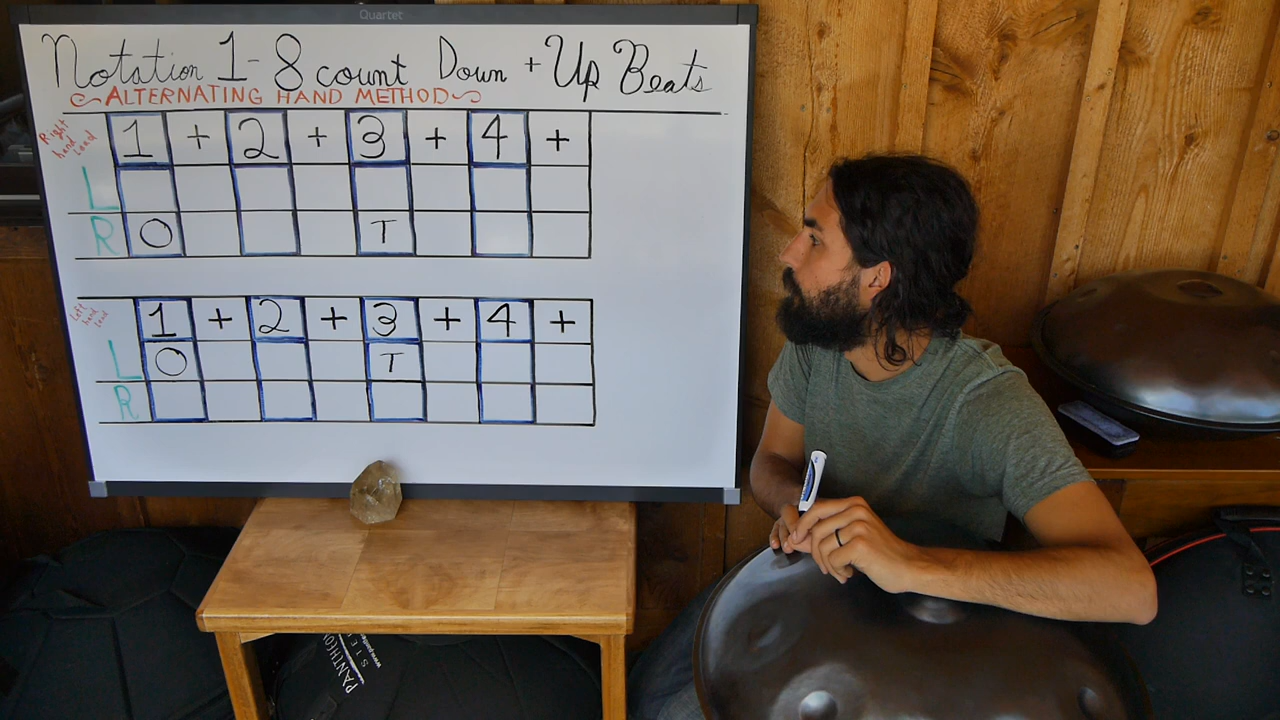 Quartet
Notation 1-8 count Down + Up Beats
ALTERNATING HAND METHOD
Right hand Lead
1 + 2 + 3 + 4 +
L
R O T
Left hand lead
1 + 2 + 3 + 4 +
L O T
R
PANTHEON